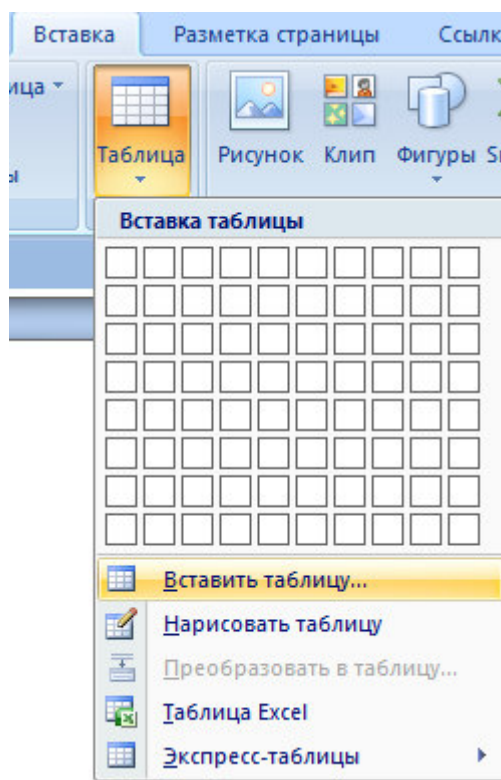 Вставка Разметка страницы Ссылк
ица
Таблица Рисунок Клип Фигуры S
ы
Вставка таблицы
Вставить таблицу...
Нарисовать таблицу
Преобразовать в таблицу...
Таблица Excel
Экспресс-таблицы